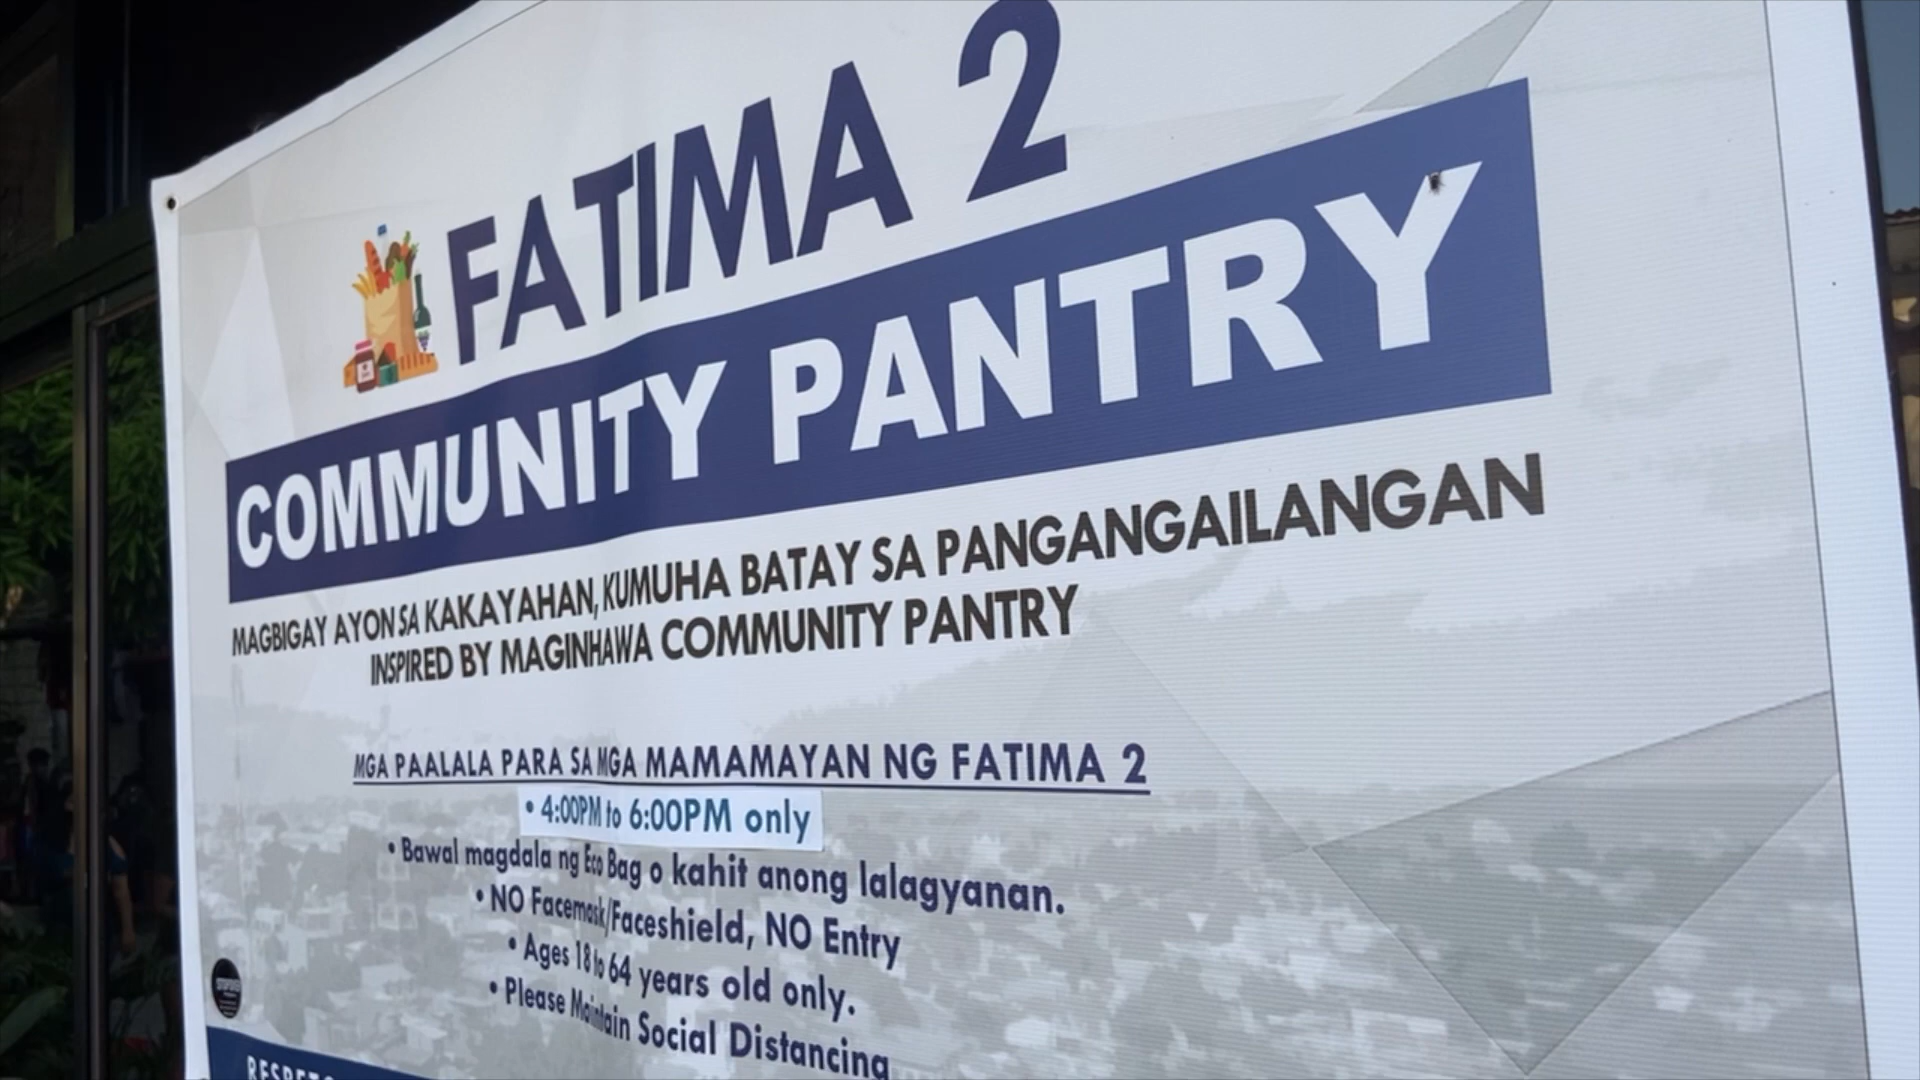 FATIMA 2
COMMUNITY PANTRY
MAGBIGAY AYON SA KAKAYAHAN, KUMUHA BATAY SA PANGANGAILANGAN
INSPIRED BY MAGINHAWA COMMUNITY PANTRY
MGA PAALALA PARA SA MGA MAMAMAYAN NG FATIMA 2
• 4:00PM to 6:00PM only
• Bawal magdala ng Eco Bag o kahit anong lalagyanan.
• NO Facemask/Faceshield, NO Entry
• Ages 18 to 64 years old only.
• Please Maintain Social Distancing